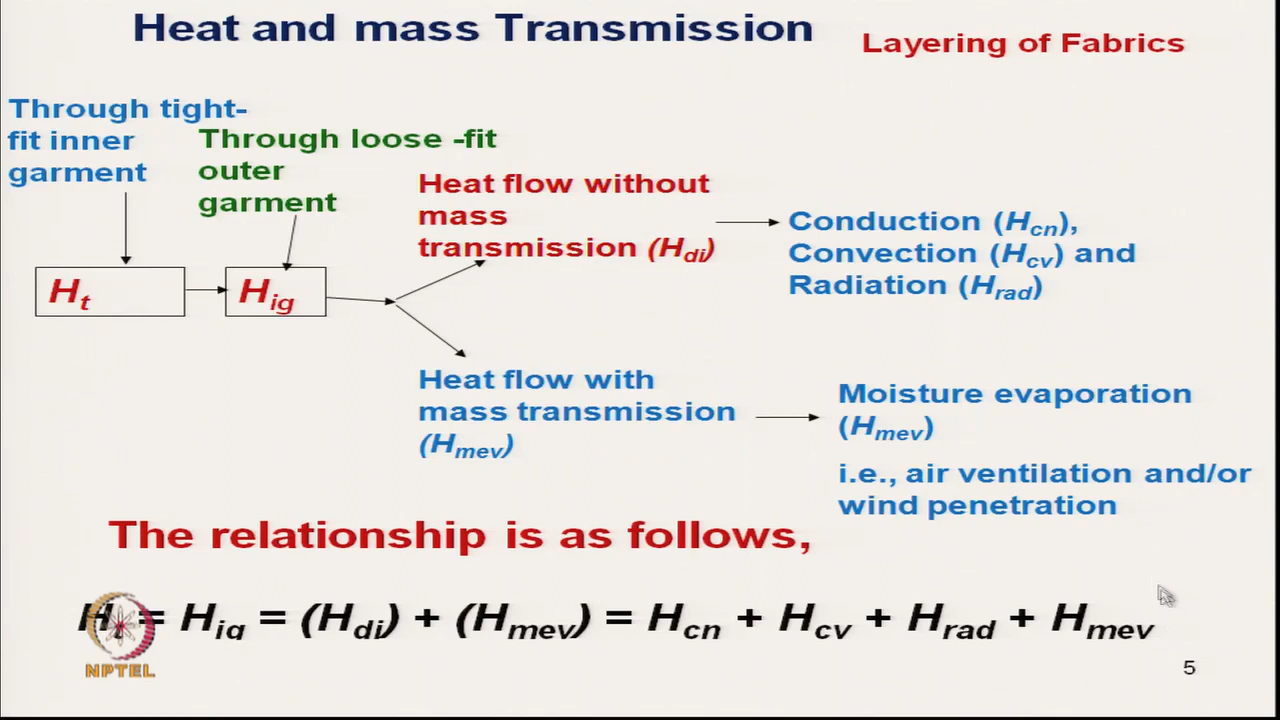 Heat and mass Transmission
Layering of Fabrics
Through tight-
fit inner
garment
Through loose -fit
outer
garment
Heat flow without
mass
transmission (Hdi)
Conduction (Hcn),
Convection (Hcv) and
Radiation (Hrad)
Ht
Hig
Heat flow with
mass transmission
(Hmev)
Moisture evaporation
(Hmev)
i.e., air ventilation and/or
wind penetration
The relationship is as follows,
= Hig = (Hdi) + (Hmev) = Hcn + Hcv + Hrad + Hmev
NPTEL
5